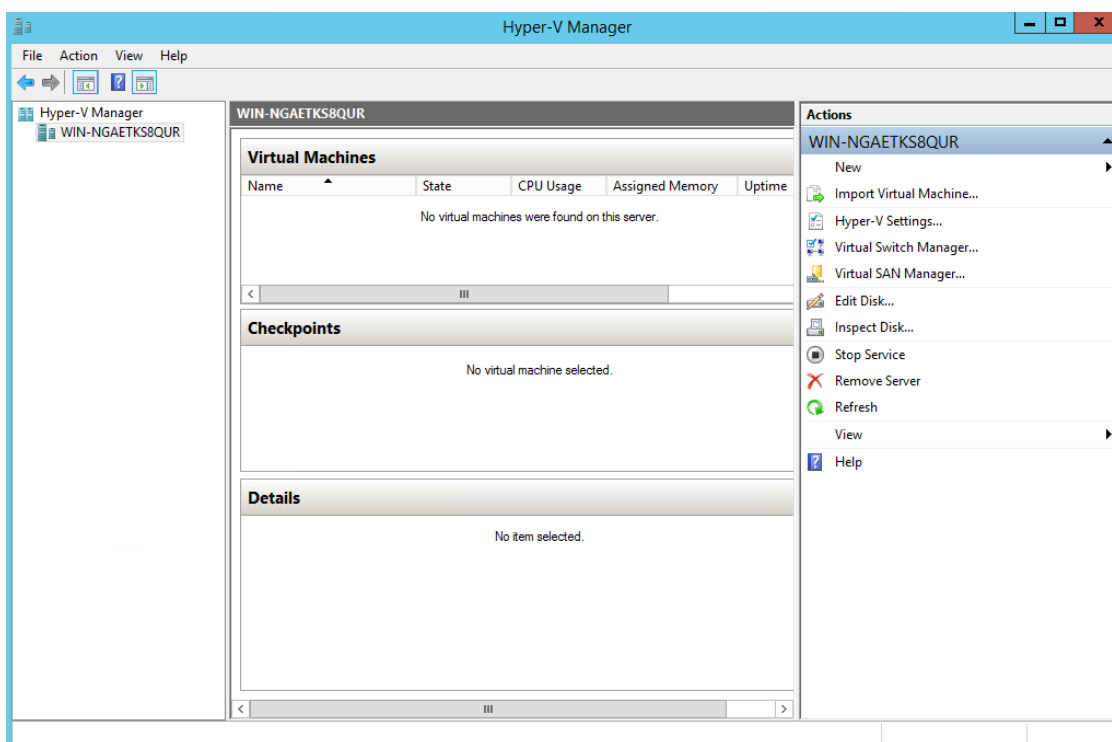 Hyper-V Manager
File Action View Help
Hyper-V Manager
WIN-NGAETKS8QUR
WIN-NGAETKS8QUR
Virtual Machines
Name State CPU Usage Assigned Memory Uptime
No virtual machines were found on this server.
Checkpoints
No virtual machine selected.
Details
No item selected.
Actions
WIN-NGAETKS8QUR
New
Import Virtual Machine...
Hyper-V Settings...
Virtual Switch Manager...
Virtual SAN Manager...
Edit Disk...
Inspect Disk...
Stop Service
Remove Server
Refresh
View
Help